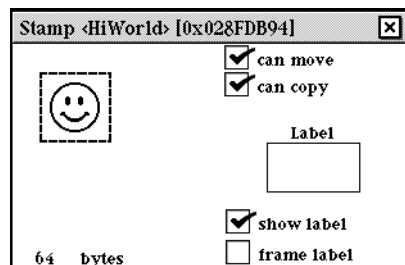 Stamp <HiWorld> [0x028FDB94]
can move
can copy
Label
show label
64 bytes
frame label